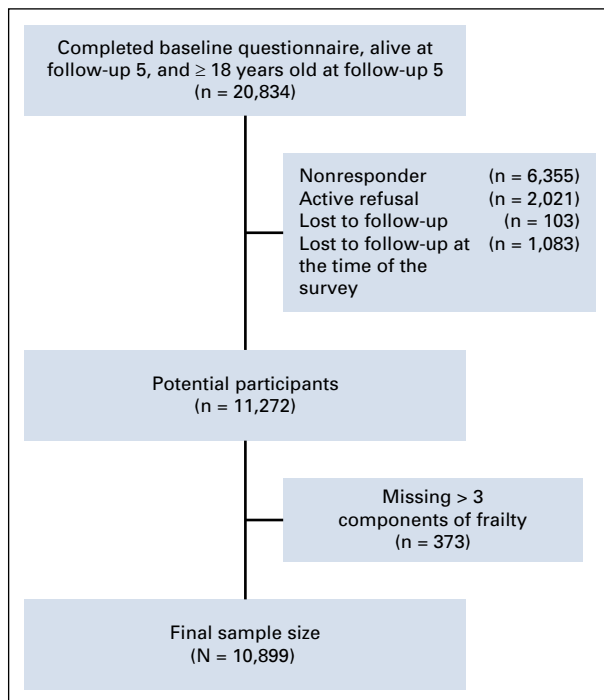 Completed baseline questionnaire, alive at
follow-up 5, and ≥ 18 years old at follow-up 5
(n = 20,834)
Nonresponder (n = 6,355)
Active refusal (n = 2,021)
Lost to follow-up (n = 103)
Lost to follow-up at (n = 1,083)
the time of the
survey
Potential participants
(n = 11,272)
Missing > 3
components of frailty
(n = 373)
Final sample size
(N = 10,899)